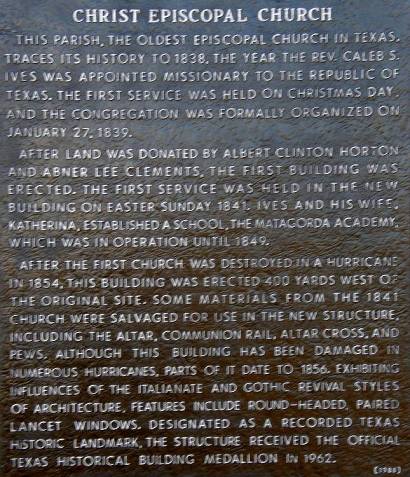 CHRIST EPISCOPAL CHURCH
THIS PARISH, THE OLDEST EPISCOPAL CHURCH IN TEXAS,
TRACES ITS HISTORY TO 1838, THE YEAR THE REV. CALEB S.
IVES WAS APPOINTED MISSIONARY TO THE REPUBLIC OF
TEXAS. THE FIRST SERVICE WAS HELD ON CHRISTMAS DAY,
AND THE CONGREGATION WAS FORMALLY ORGANIZED ON
JANUARY 27, 1839.
AFTER LAND WAS DONATED BY ALBERT CLINTON HORTON
AND ABNER LEE CLEMENTS, THE FIRST BUILDING WAS
ERECTED. THE FIRST SERVICE WAS HELD IN THE NEW
BUILDING ON EASTER SUNDAY 1841. IVES AND HIS WIFE,
KATHERINA, ESTABLISHED A SCHOOL, THE MATAGORDA ACADEMY,
WHICH WAS IN OPERATION UNTIL 1849.
AFTER THE FIRST CHURCH WAS DESTROYED IN A HURRICANE
IN 1854, THIS BUILDING WAS ERECTED 400 YARDS WEST OF
THE ORIGINAL SITE. SOME MATERIALS FROM THE 1841
CHURCH WERE SALVAGED FOR USE IN THE NEW STRUCTURE,
INCLUDING THE ALTAR, COMMUNION RAIL, ALTAR CROSS, AND
PEWS. ALTHOUGH THIS BUILDING HAS BEEN DAMAGED IN
NUMEROUS HURRICANES, PARTS OF IT DATE TO 1856. EXHIBITING
INFLUENCES OF THE ITALIANATE AND GOTHIC REVIVAL STYLES
OF ARCHITECTURE, FEATURES INCLUDE ROUND-HEADED, PAIRED
LANCET WINDOWS. DESIGNATED AS A RECORDED TEXAS
HISTORIC LANDMARK, THE STRUCTURE RECEIVED THE OFFICIAL
TEXAS HISTORICAL BUILDING MEDALLION IN 1962.